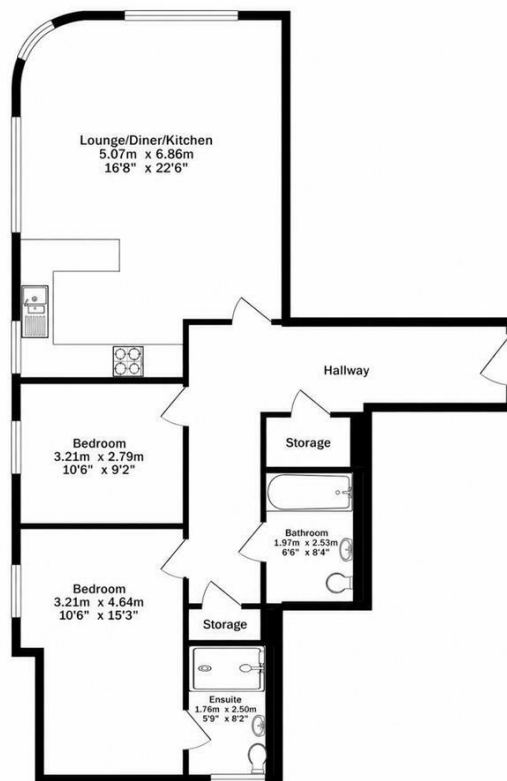 Lounge/Diner/Kitchen
5.07m x 6.86m
16'8" x 22'6"
Hallway
Storage
Bedroom
3.21m x 2.79m
10'6" x 9'2"
Bathroom
1.97m x 2.53m
6'6" x 8'4"
Bedroom
3.21m x 4.64m
10'6" x 15'3"
Storage
Ensuite
1.76m x 2.50m
5'9" x 8'2"